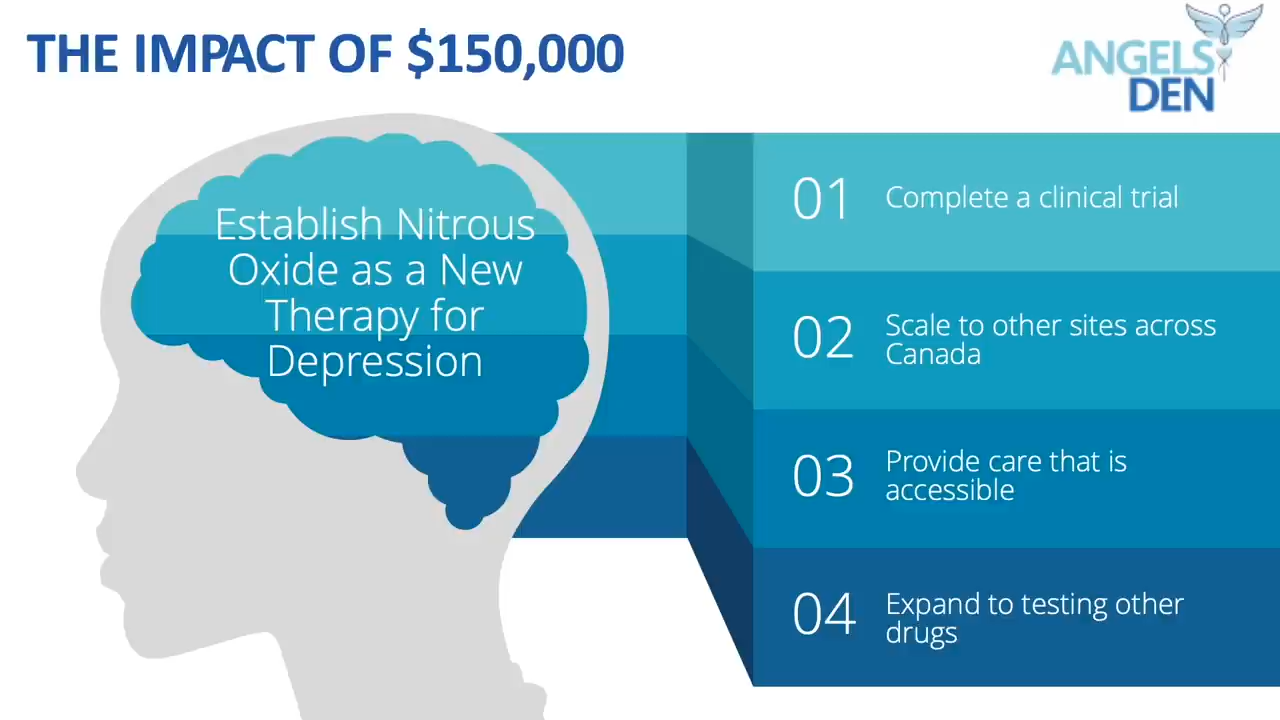 THE IMPACT OF $150,000
ANGELS
DEN
Establish Nitrous
Oxide as a New
Therapy for
Depression
01
Complete a clinical trial
02
Scale to other sites across
Canada
03
Provide care that is
accessible
04
Expand to testing other
drugs